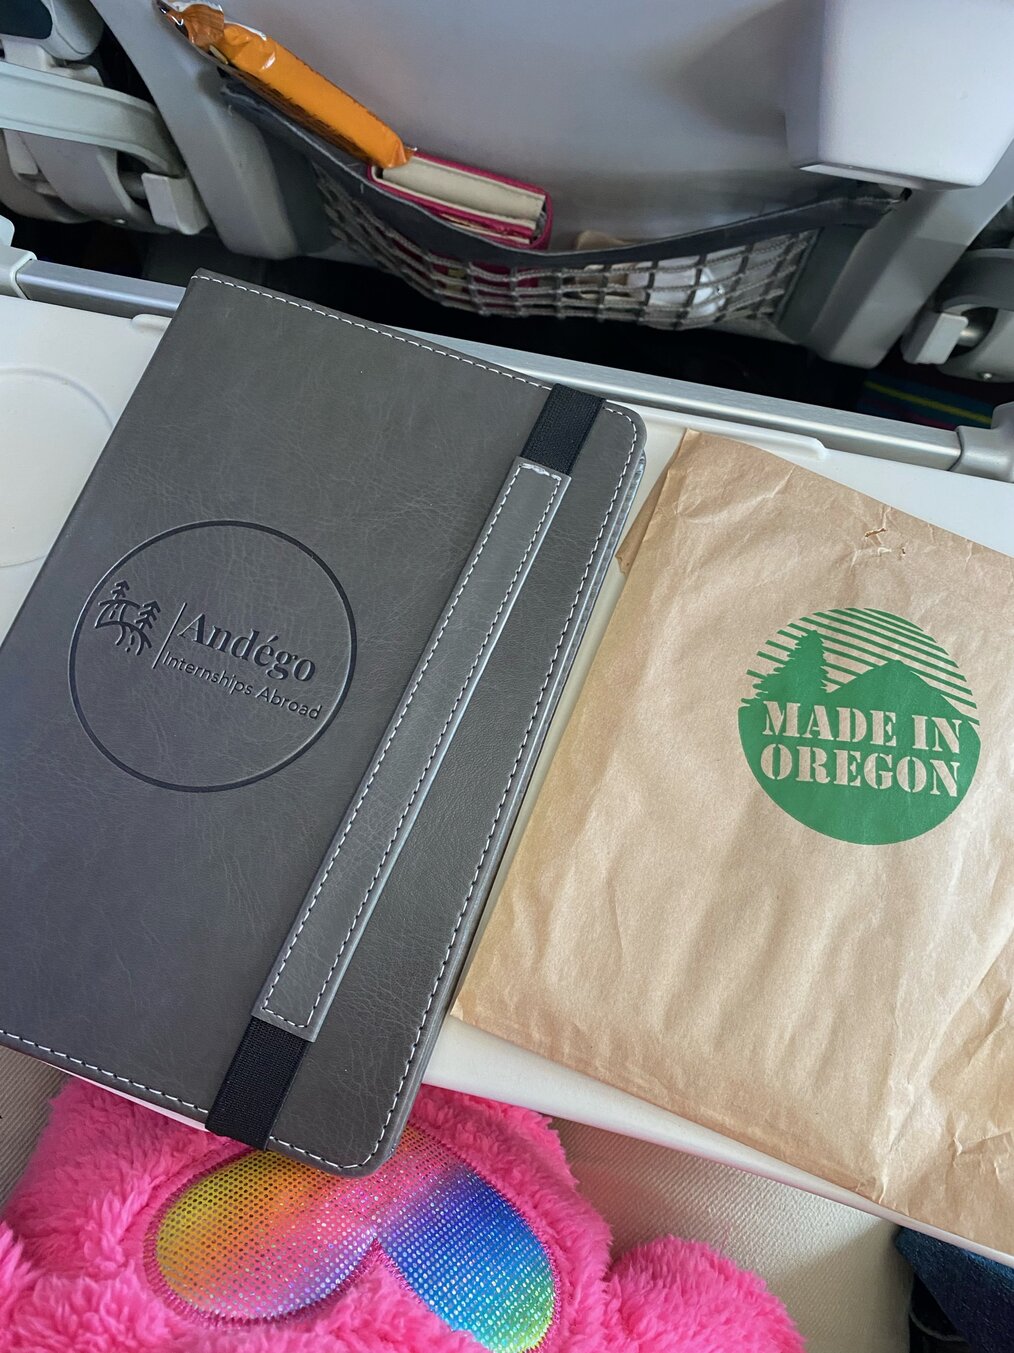 Andégo
Internships Abroad
MADE IN
OREGON